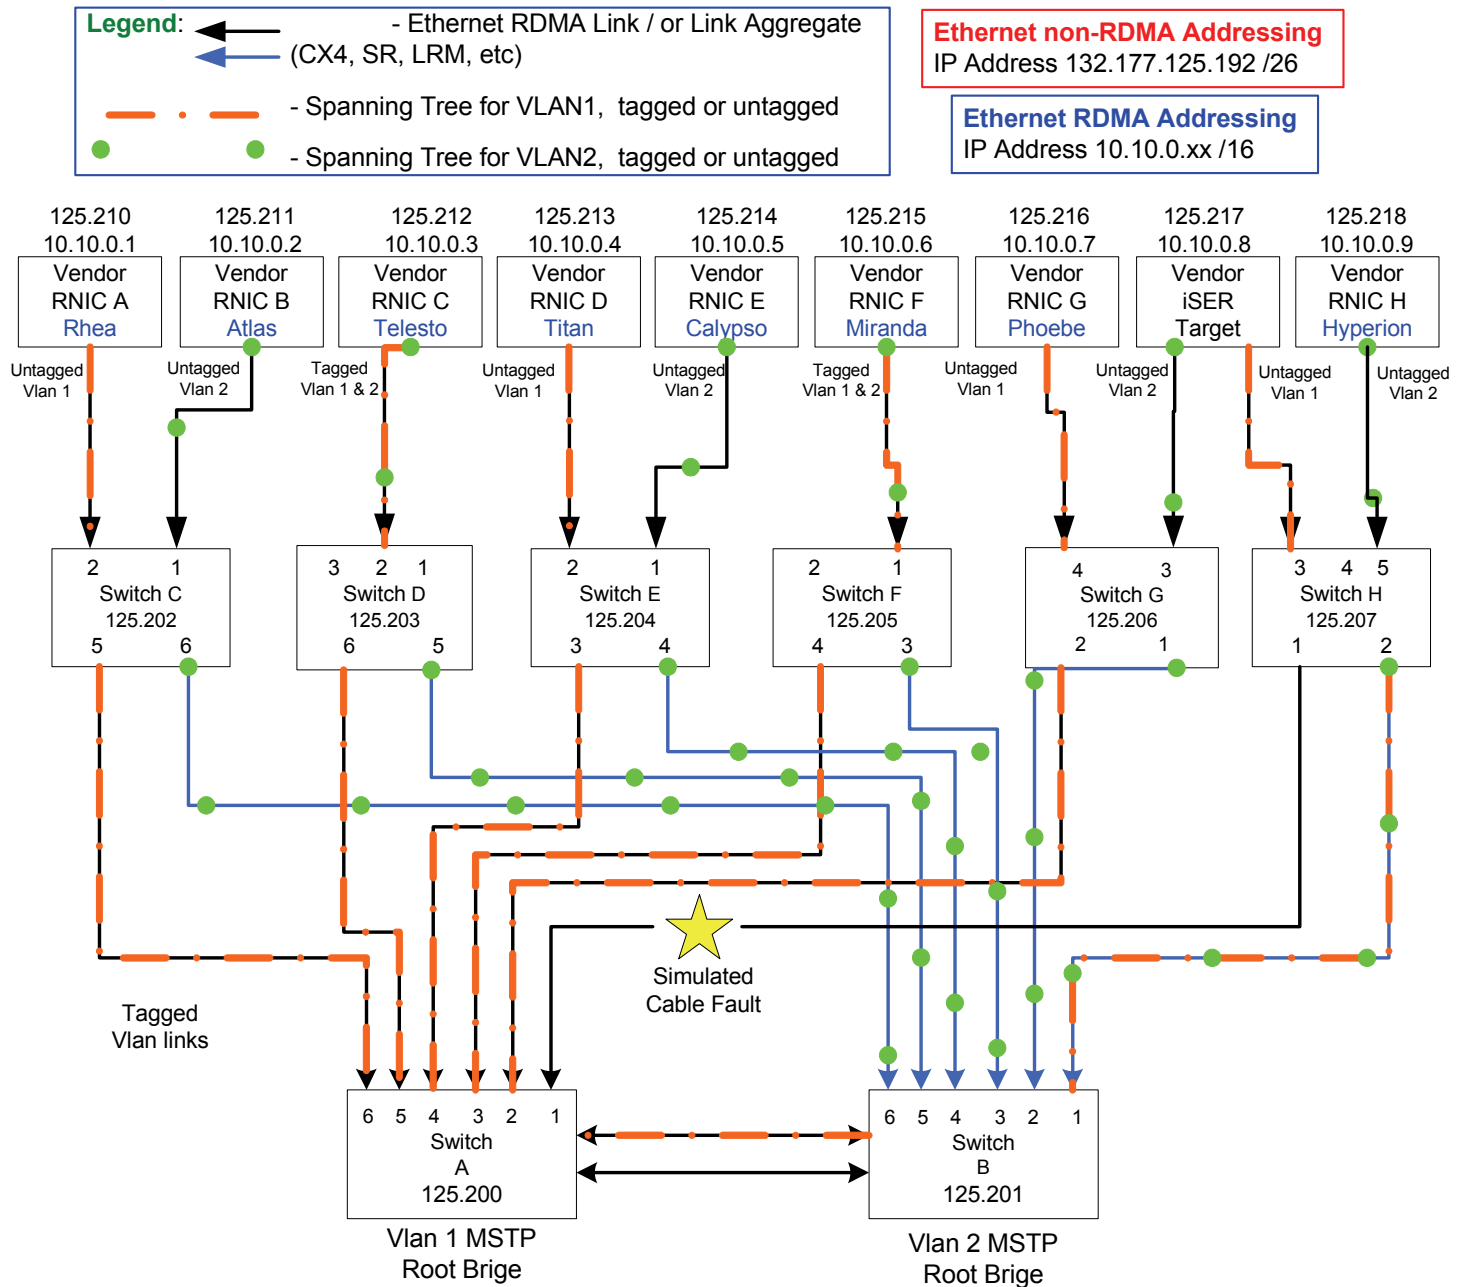 Legend: - Ethernet RDMA Link / or Link Aggregate
(CX4, SR, LRM, etc)
- Spanning Tree for VLAN1, tagged or untagged
- Spanning Tree for VLAN2, tagged or untagged
Ethernet non-RDMA Addressing
IP Address 132.177.125.192 /26
Ethernet RDMA Addressing
IP Address 10.10.0.xx /16
125.210
10.10.0.1
Vendor
RNIC A
Rhea
125.211
10.10.0.2
Vendor
RNIC B
Atlas
125.212
10.10.0.3
Vendor
RNIC C
Telesto
125.213
10.10.0.4
Vendor
RNIC D
Titan
125.214
10.10.0.5
Vendor
RNIC E
Calypso
125.215
10.10.0.6
Vendor
RNIC F
Miranda
125.216
10.10.0.7
Vendor
RNIC G
Phoebe
125.217
10.10.0.8
Vendor
iSER
Target
125.218
10.10.0.9
Vendor
RNIC H
Hyperion
Untagged
Vlan 1
Untagged
Vlan 2
Tagged
Vlan 1 & 2
Untagged
Vlan 1
Untagged
Vlan 2
Tagged
Vlan 1 & 2
Untagged
Vlan 1
Untagged
Vlan 2
Untagged
Vlan 1
Untagged
Vlan 2
2 1
Switch C
125.202
5 6
3 2 1
Switch D
125.203
6 5
2 1
Switch E
125.204
3 4
2 1
Switch F
125.205
4 3
4 3
Switch G
125.206
2 1
3 4 5
Switch H
125.207
1 2
Simulated
Cable Fault
Tagged
Vlan links
6 5 4 3 2 1
Switch
A
125.200
6 5 4 3 2 1
Switch
B
125.201
Vlan 1 MSTP
Root Brige
Vlan 2 MSTP
Root Brige